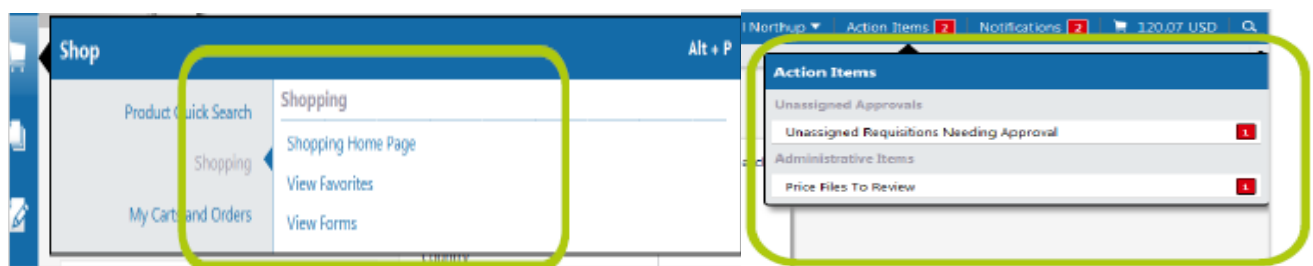 Shop
Alt + P
Product Quick Search
Shopping
My Carts and Orders
Shopping
Shopping Home Page
View Favorites
View Forms
Northup
Action Items 2
Notifications 2
120.07 USD
Action Items
Unassigned Approvals
Unassigned Requisitions Needing Approval 1
Administrative Items
Price Files To Review 1